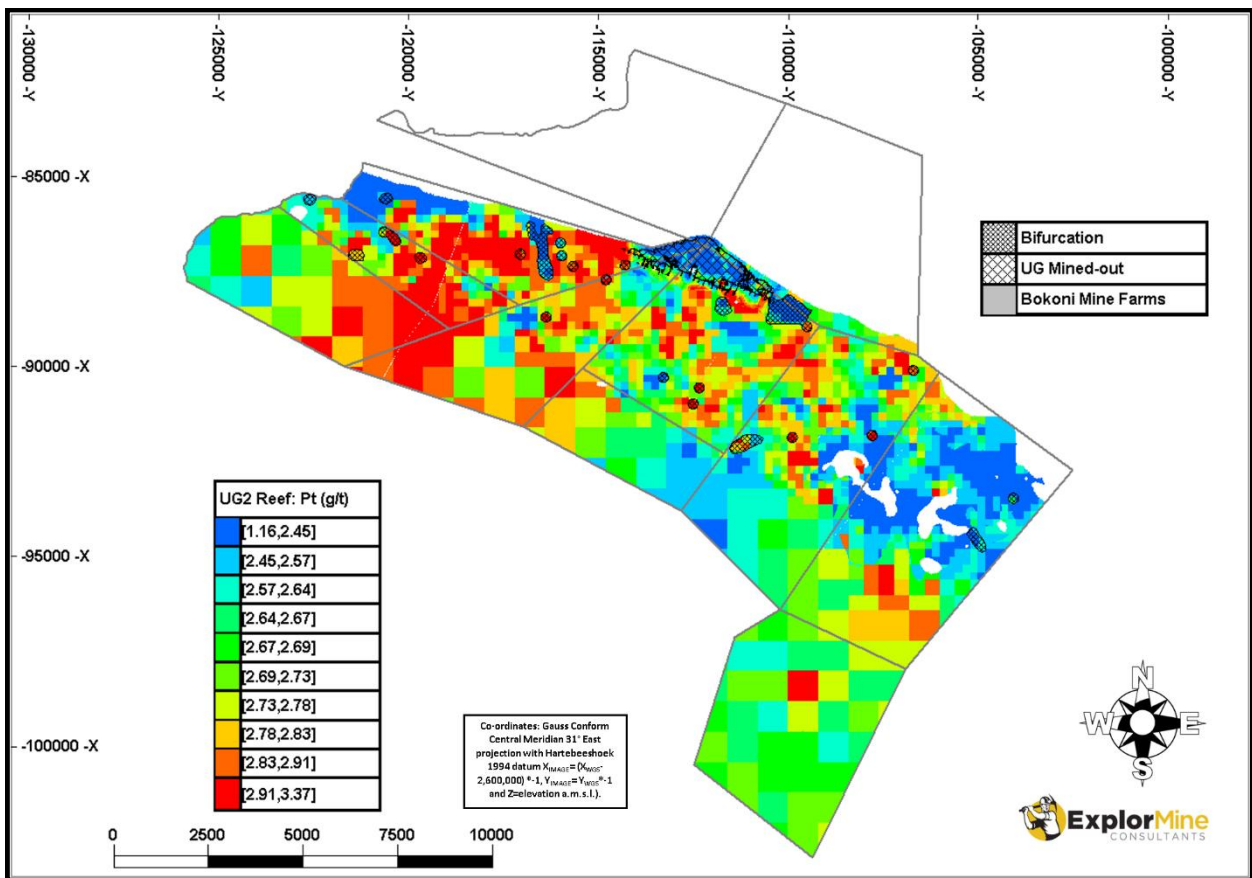 -130000 -Y
-125000 -Y
-120000 -Y
-115000 -Y
-110000 -Y
-105000 -Y
-100000 -Y
-85000 -X
-90000 -X
-95000 -X
-100000 -X
Bifurcation
UG Mined-out
Bokoni Mine Farms
UG2 Reef: Pt (g/t)
[1.16,2.45]
[2.45,2.57]
[2.57,2.64]
[2.64,2.67]
[2.67,2.69]
[2.69,2.73]
[2.73,2.78]
[2.78,2.83]
[2.83,2.91]
[2.91,3.37]
Co-ordinates: Gauss Conform
Central Meridian 31° East
projection with Hartebeeshoek
1994 datum XIMAGE= (XWGS-
2,600,000) *-1, YIMAGE=YWGS*-1
and Z=elevation a.m.s.l.).
0 2500 5000 7500 10000
N
W E
S
ExplorMine
CONSULTANTS